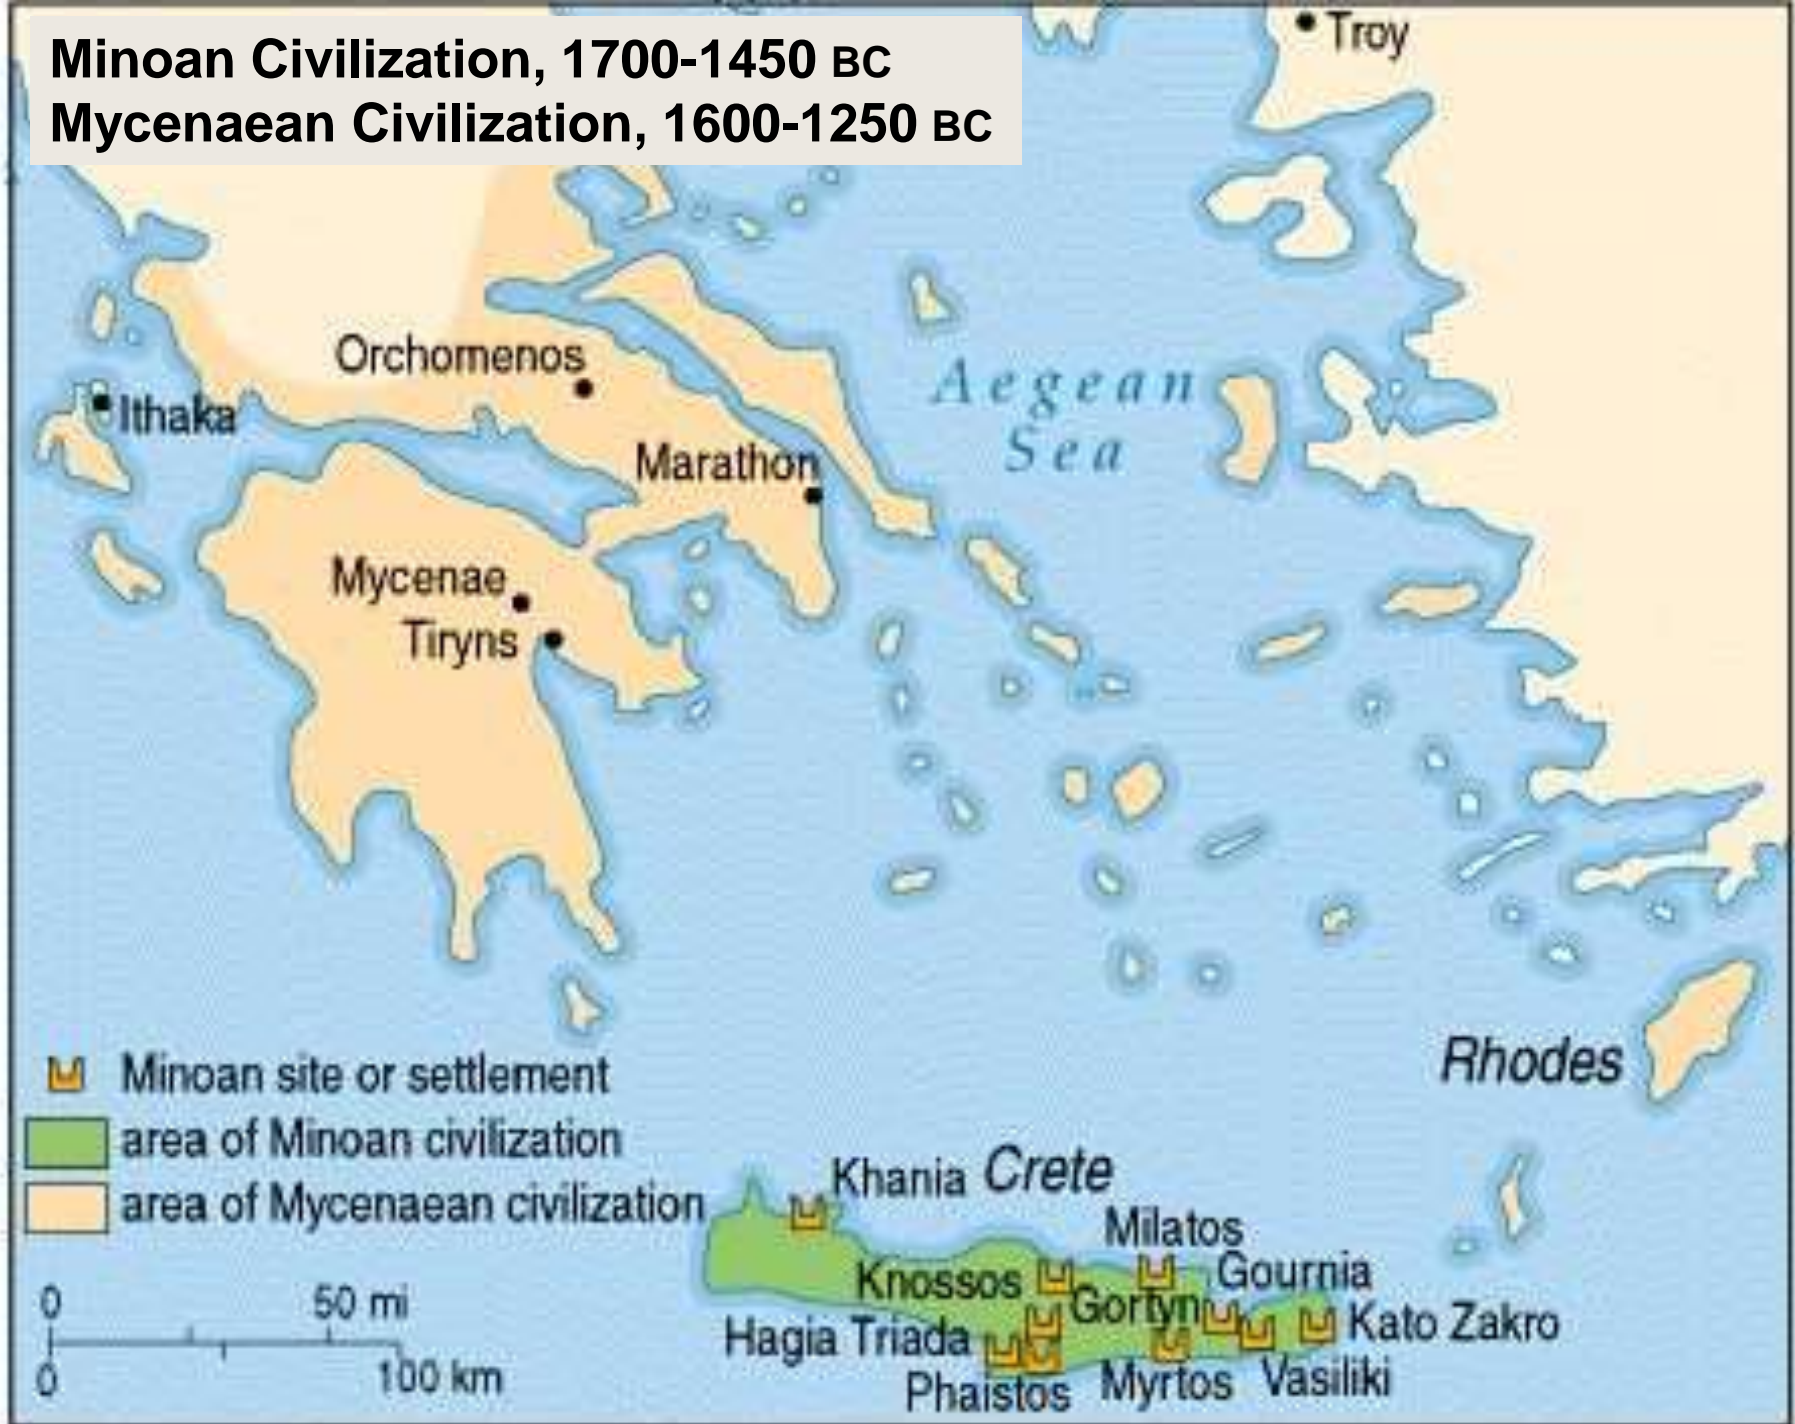 Minoan Civilization, 1700-1450 BC
Mycenaean Civilization, 1600-1250 BC
Troy
Orchomenos
Ithaka
Aegean
Sea
Marathon
Mycenae
Tiryns
Rhodes
Minoan site or settlement
area of Minoan civilization
area of Mycenaean civilization
Khania
Crete
Milatos
Knossos
Gournia
Gortyn
Kato Zakro
Hagia Triada
Phaistos
Myrtos
Vasiliki
0 50 mi
0 100 km